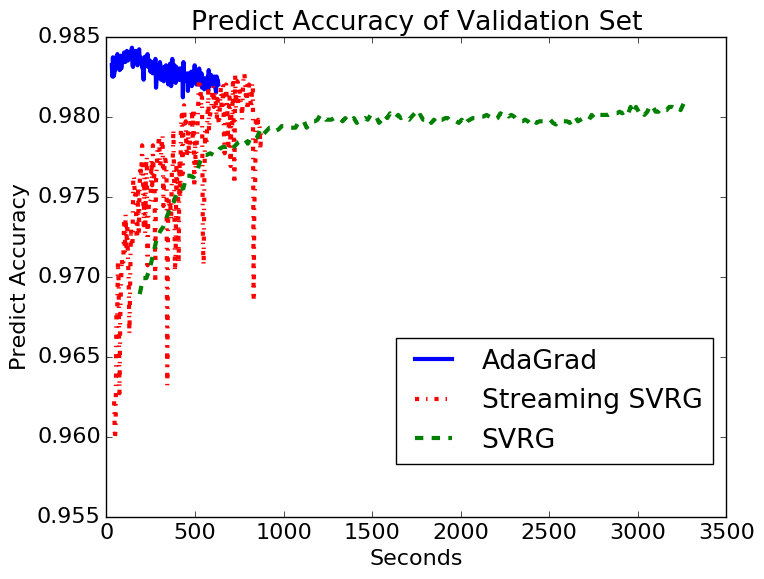 Predict Accuracy of Validation Set
0.985
0.980
0.975
0.970
0.965
0.960
0.955
Predict Accuracy
AdaGrad
Streaming SVRG
SVRG
0 500 1000 1500 2000 2500 3000 3500
Seconds